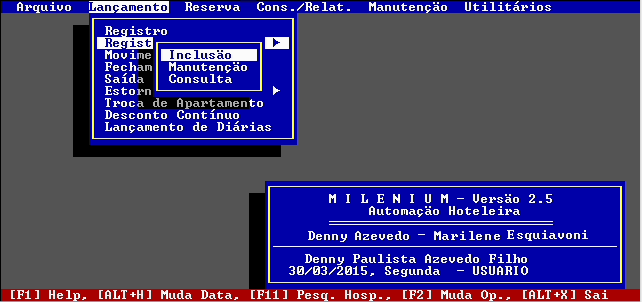 Arquivo Lançamento Reserva Cons./Relat. Manutenção Utilitários
Registro
Regist
Inclusão
Movime
Manutenção
Fecham
Consulta
Saída
Estorn
Troca de Apartamento
Desconto Contínuo
Lançamento de Diárias
M I L E N I U M - Versão 2.5
Automação Hoteleira
Denny Azevedo - Marilene Esquiavoni
Denny Paulista Azevedo Filho
30/03/2015, Segunda - USUARIO
[F1] Help, [ALT+H] Muda Data, [F11] Pesq. Hosp., [F2] Muda Op., [ALT+X] Sai